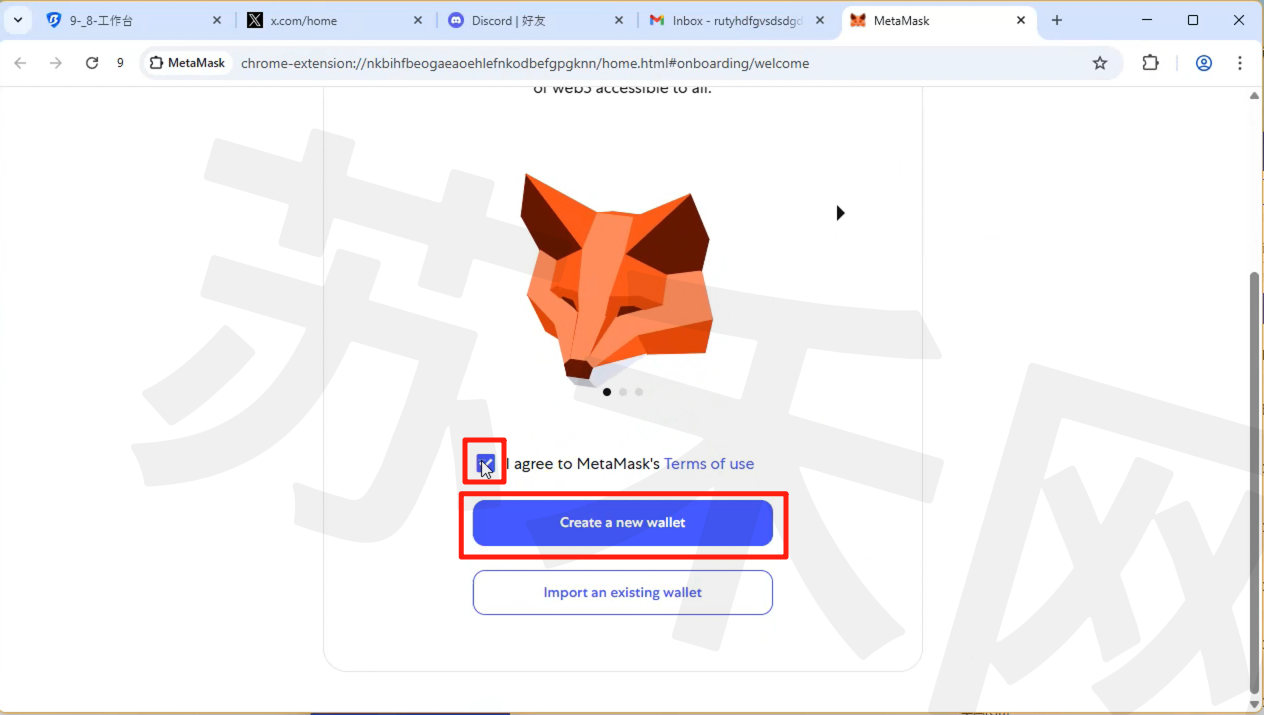 9-_8-工作台
x.com/home
Discord | 好友
Inbox - rutyhdfgvsdsdgd
MetaMask
9
MetaMask
chrome-extension://nkbihfbeogaeoehlefnkodbefgpgknn/home.html#onboarding/welcome
of web3 accessible to all.
I agree to MetaMask's Terms of use
Create a new wallet
Import an existing wallet
苏禾网